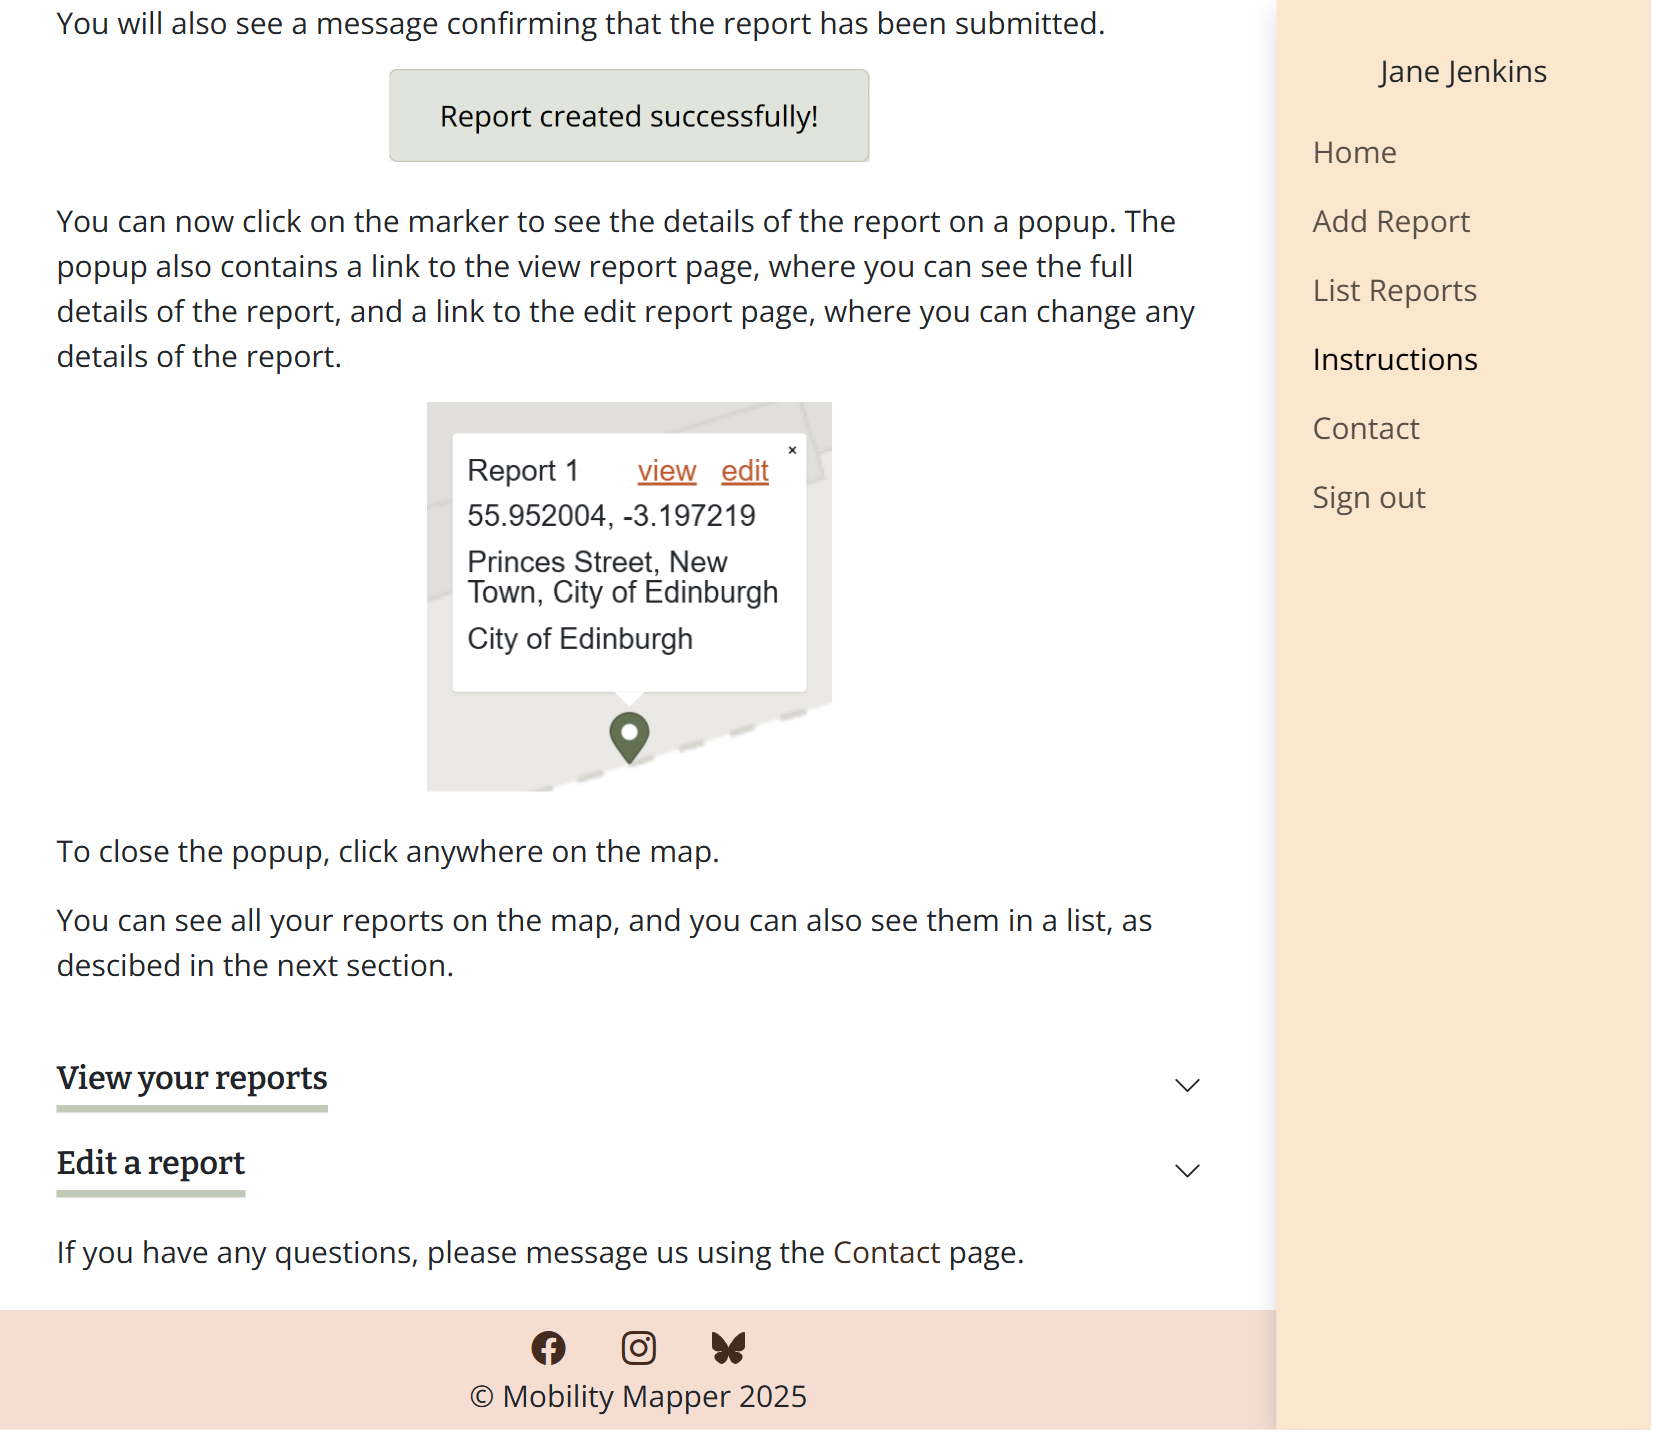 You will also see a message confirming that the report has been submitted.
Report created successfully!
You can now click on the marker to see the details of the report on a popup. The
popup also contains a link to the view report page, where you can see the full
details of the report, and a link to the edit report page, where you can change any
details of the report.
×
Report 1 view edit
55.952004, -3.197219
Princes Street, New
Town, City of Edinburgh
City of Edinburgh
To close the popup, click anywhere on the map.
You can see all your reports on the map, and you can also see them in a list, as
descibed in the next section.
View your reports
Edit a report
If you have any questions, please message us using the Contact page.
© Mobility Mapper 2025
Jane Jenkins
Home
Add Report
List Reports
Instructions
Contact
Sign out